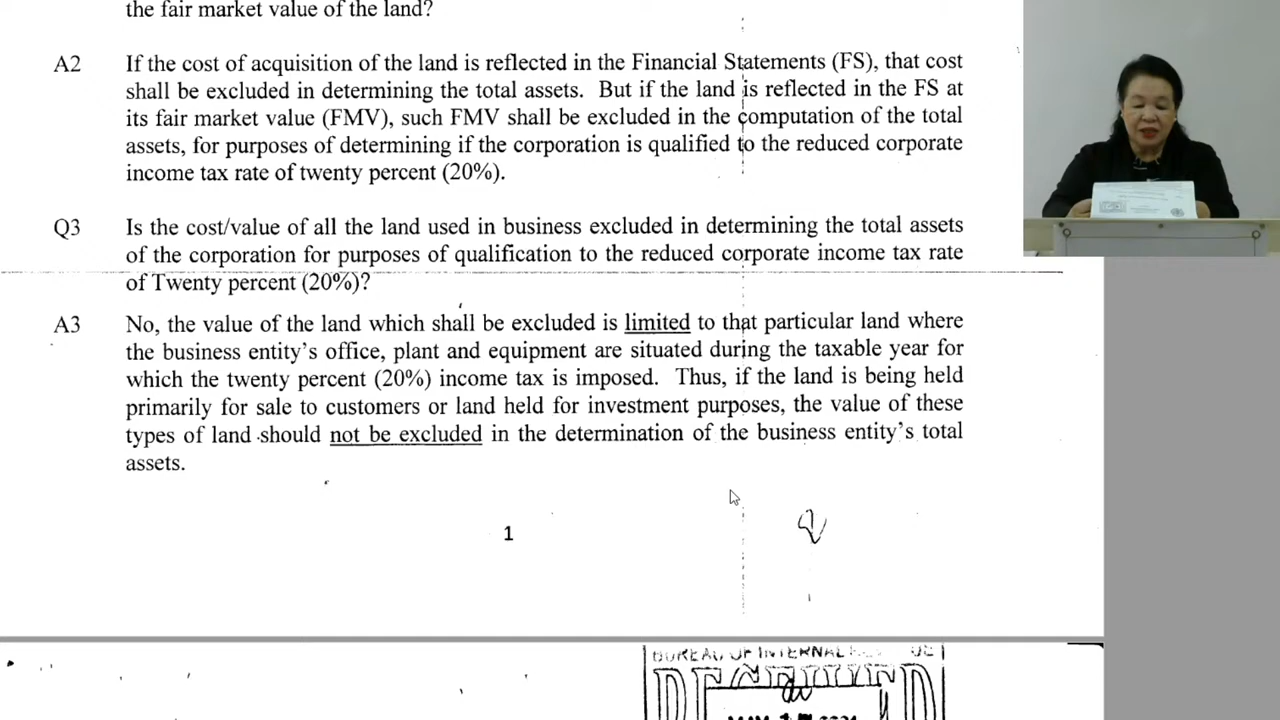 the fair market value of the land?
A2 If the cost of acquisition of the land is reflected in the Financial Statements (FS), that cost
shall be excluded in determining the total assets. But if the land is reflected in the FS at
its fair market value (FMV), such FMV shall be excluded in the computation of the total
assets, for purposes of determining if the corporation is qualified to the reduced corporate
income tax rate of twenty percent (20%).
Q3 Is the cost/value of all the land used in business excluded in determining the total assets
of the corporation for purposes of qualification to the reduced corporate income tax rate
of Twenty percent (20%)?
A3 No, the value of the land which shall be excluded is limited to that particular land where
the business entity's office, plant and equipment are situated during the taxable year for
which the twenty percent (20%) income tax is imposed. Thus, if the land is being held
primarily for sale to customers or land held for investment purposes, the value of these
types of land should not be excluded in the determination of the business entity's total
assets.
1
BUREAU OF INTERNAL